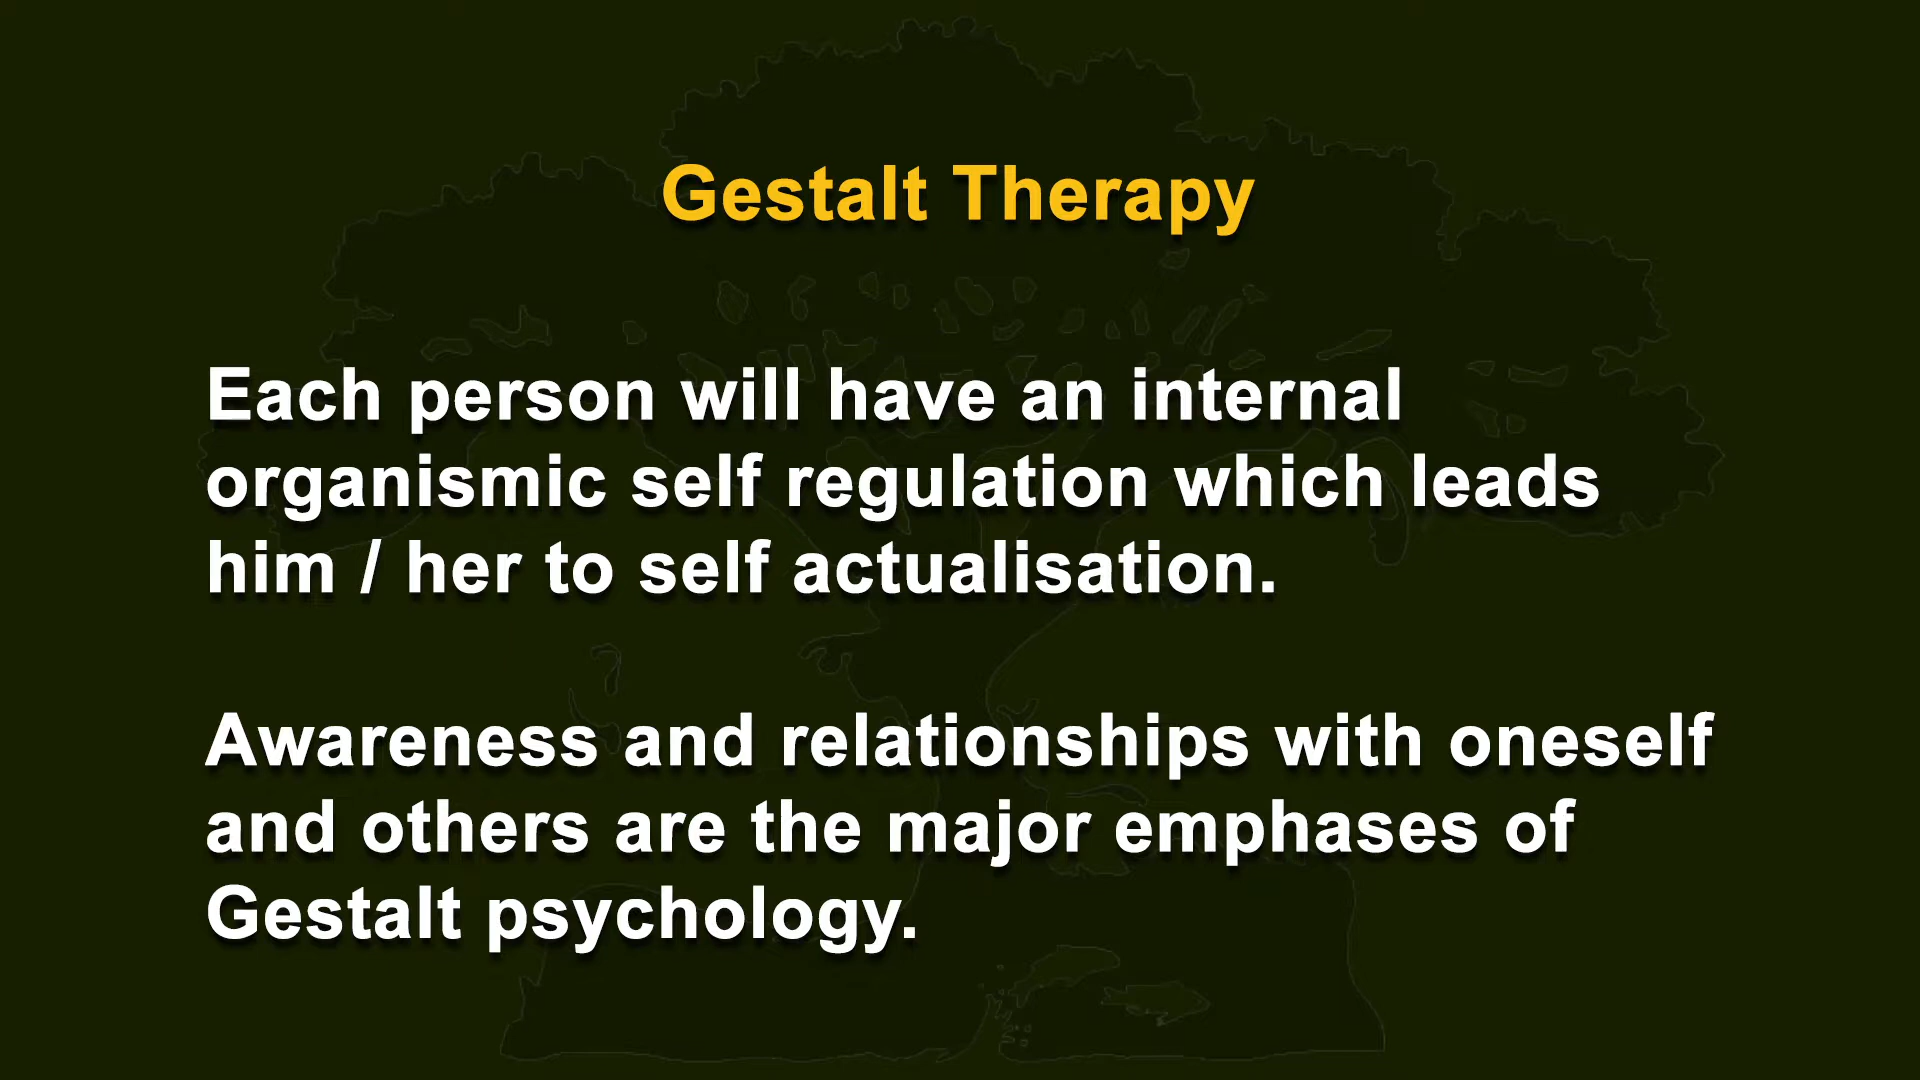 Gestalt Therapy
Each person will have an internal
organismic self regulation which leads
him / her to self actualisation.
Awareness and relationships with oneself
and others are the major emphases of
Gestalt psychology.